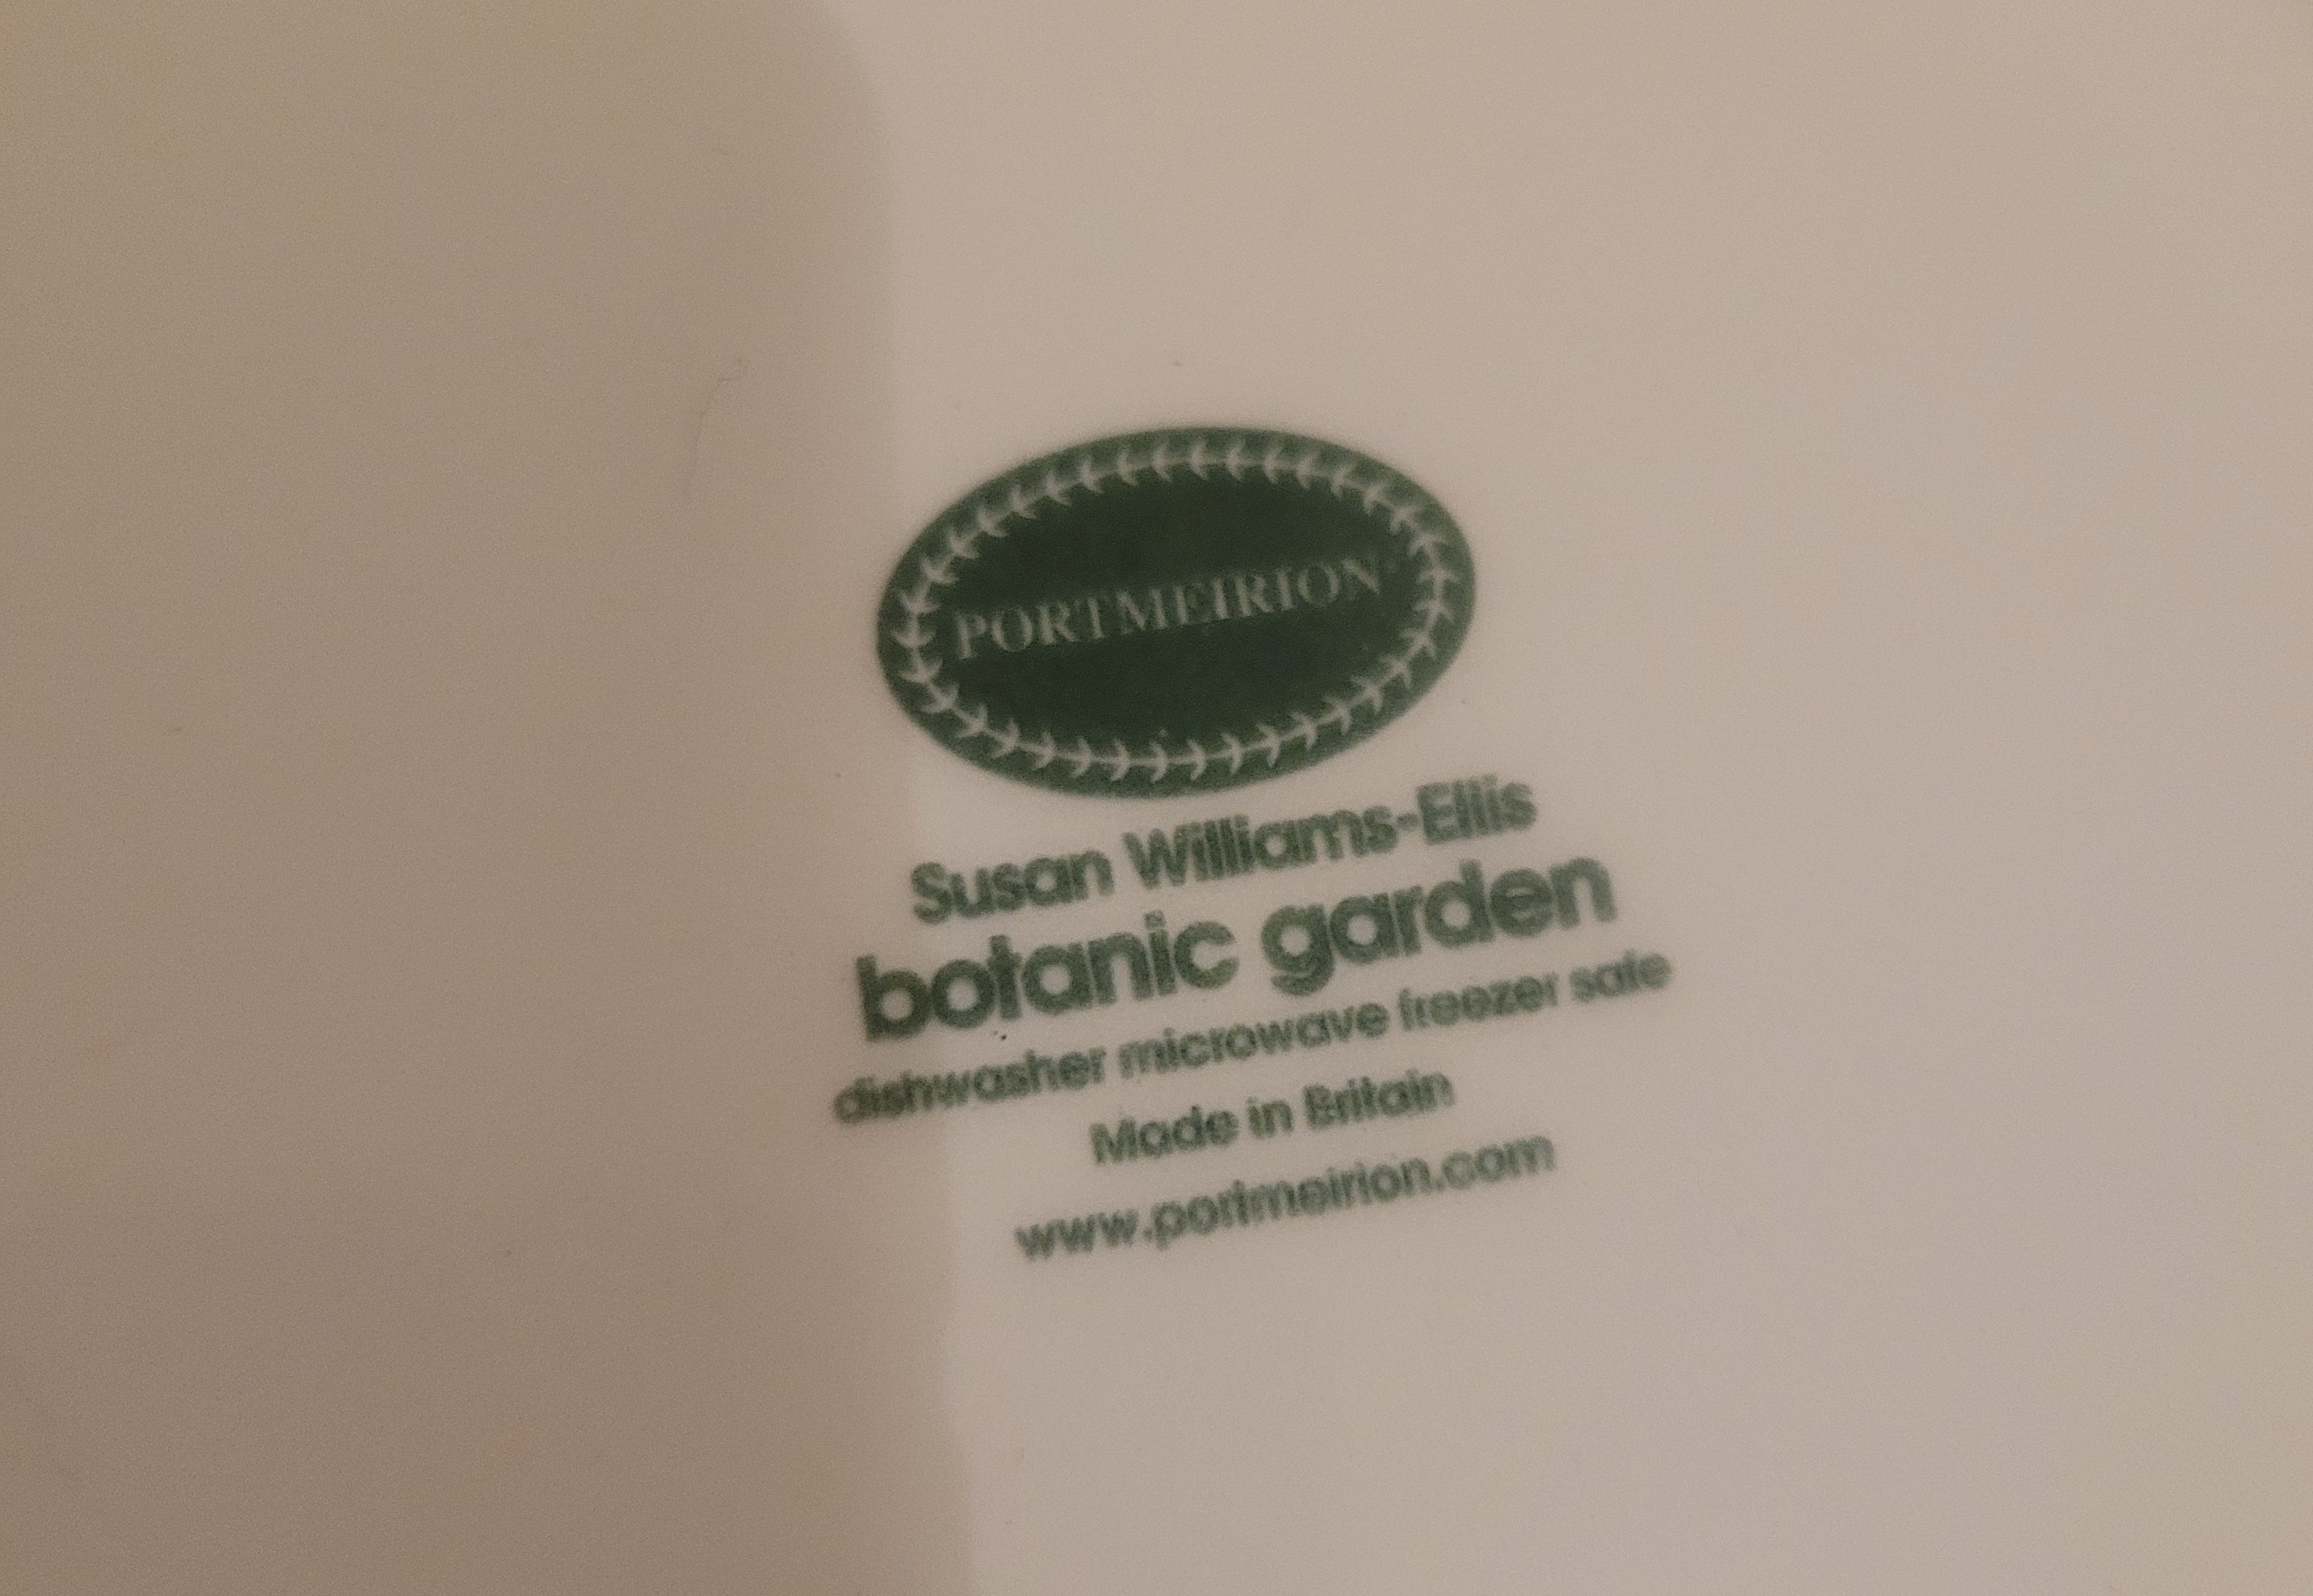 PORTMEIRION
Susan Williams-Ellis
botanic garden
dishwasher microwave freezer safe
Made in Britain
www.portmeirion.com